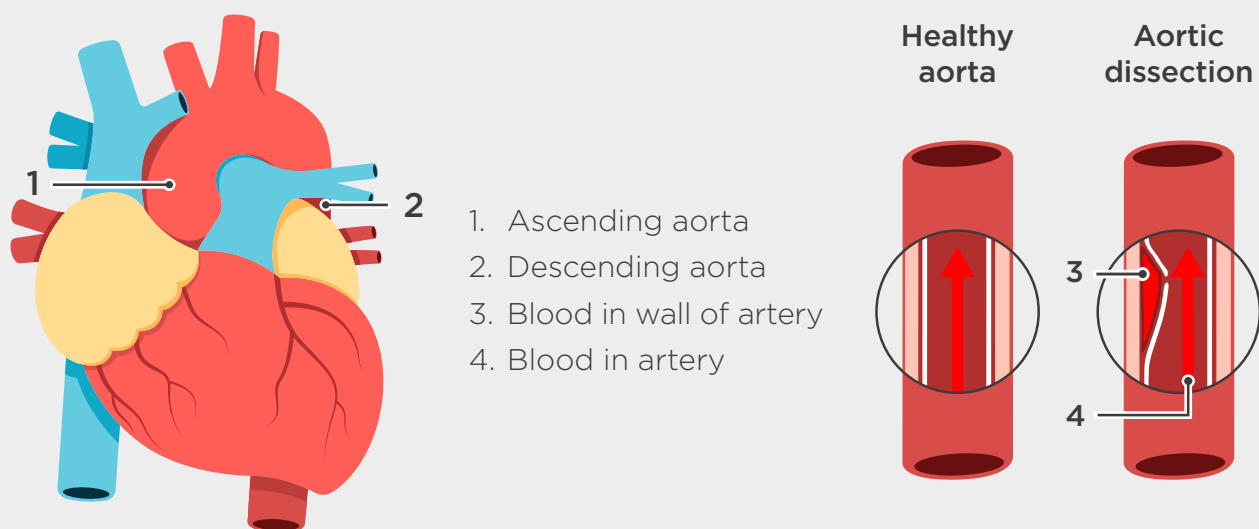 1
2
1. Ascending aorta
2. Descending aorta
3. Blood in wall of artery
4. Blood in artery
Healthy
aorta
Aortic
dissection
3
4